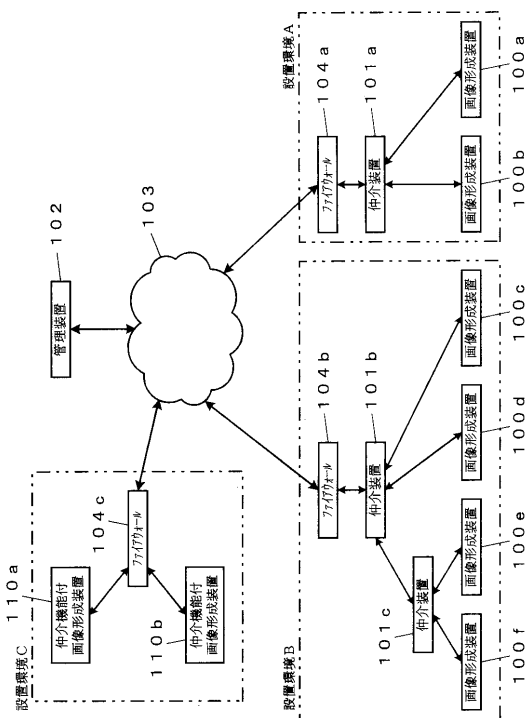 設置環境C
110a
仲介機能付
画像形成装置
仲介機能付
画像形成装置
110b
ファイアウォール
104c
管理装置
102
103
設置環境A
ファイアウォール
104a
仲介装置
101a
画像形成装置
100b
画像形成装置
100a
設置環境B
ファイアウォール
104b
仲介装置
101b
仲介装置
101c
画像形成装置
100f
画像形成装置
100e
画像形成装置
100d
画像形成装置
100c